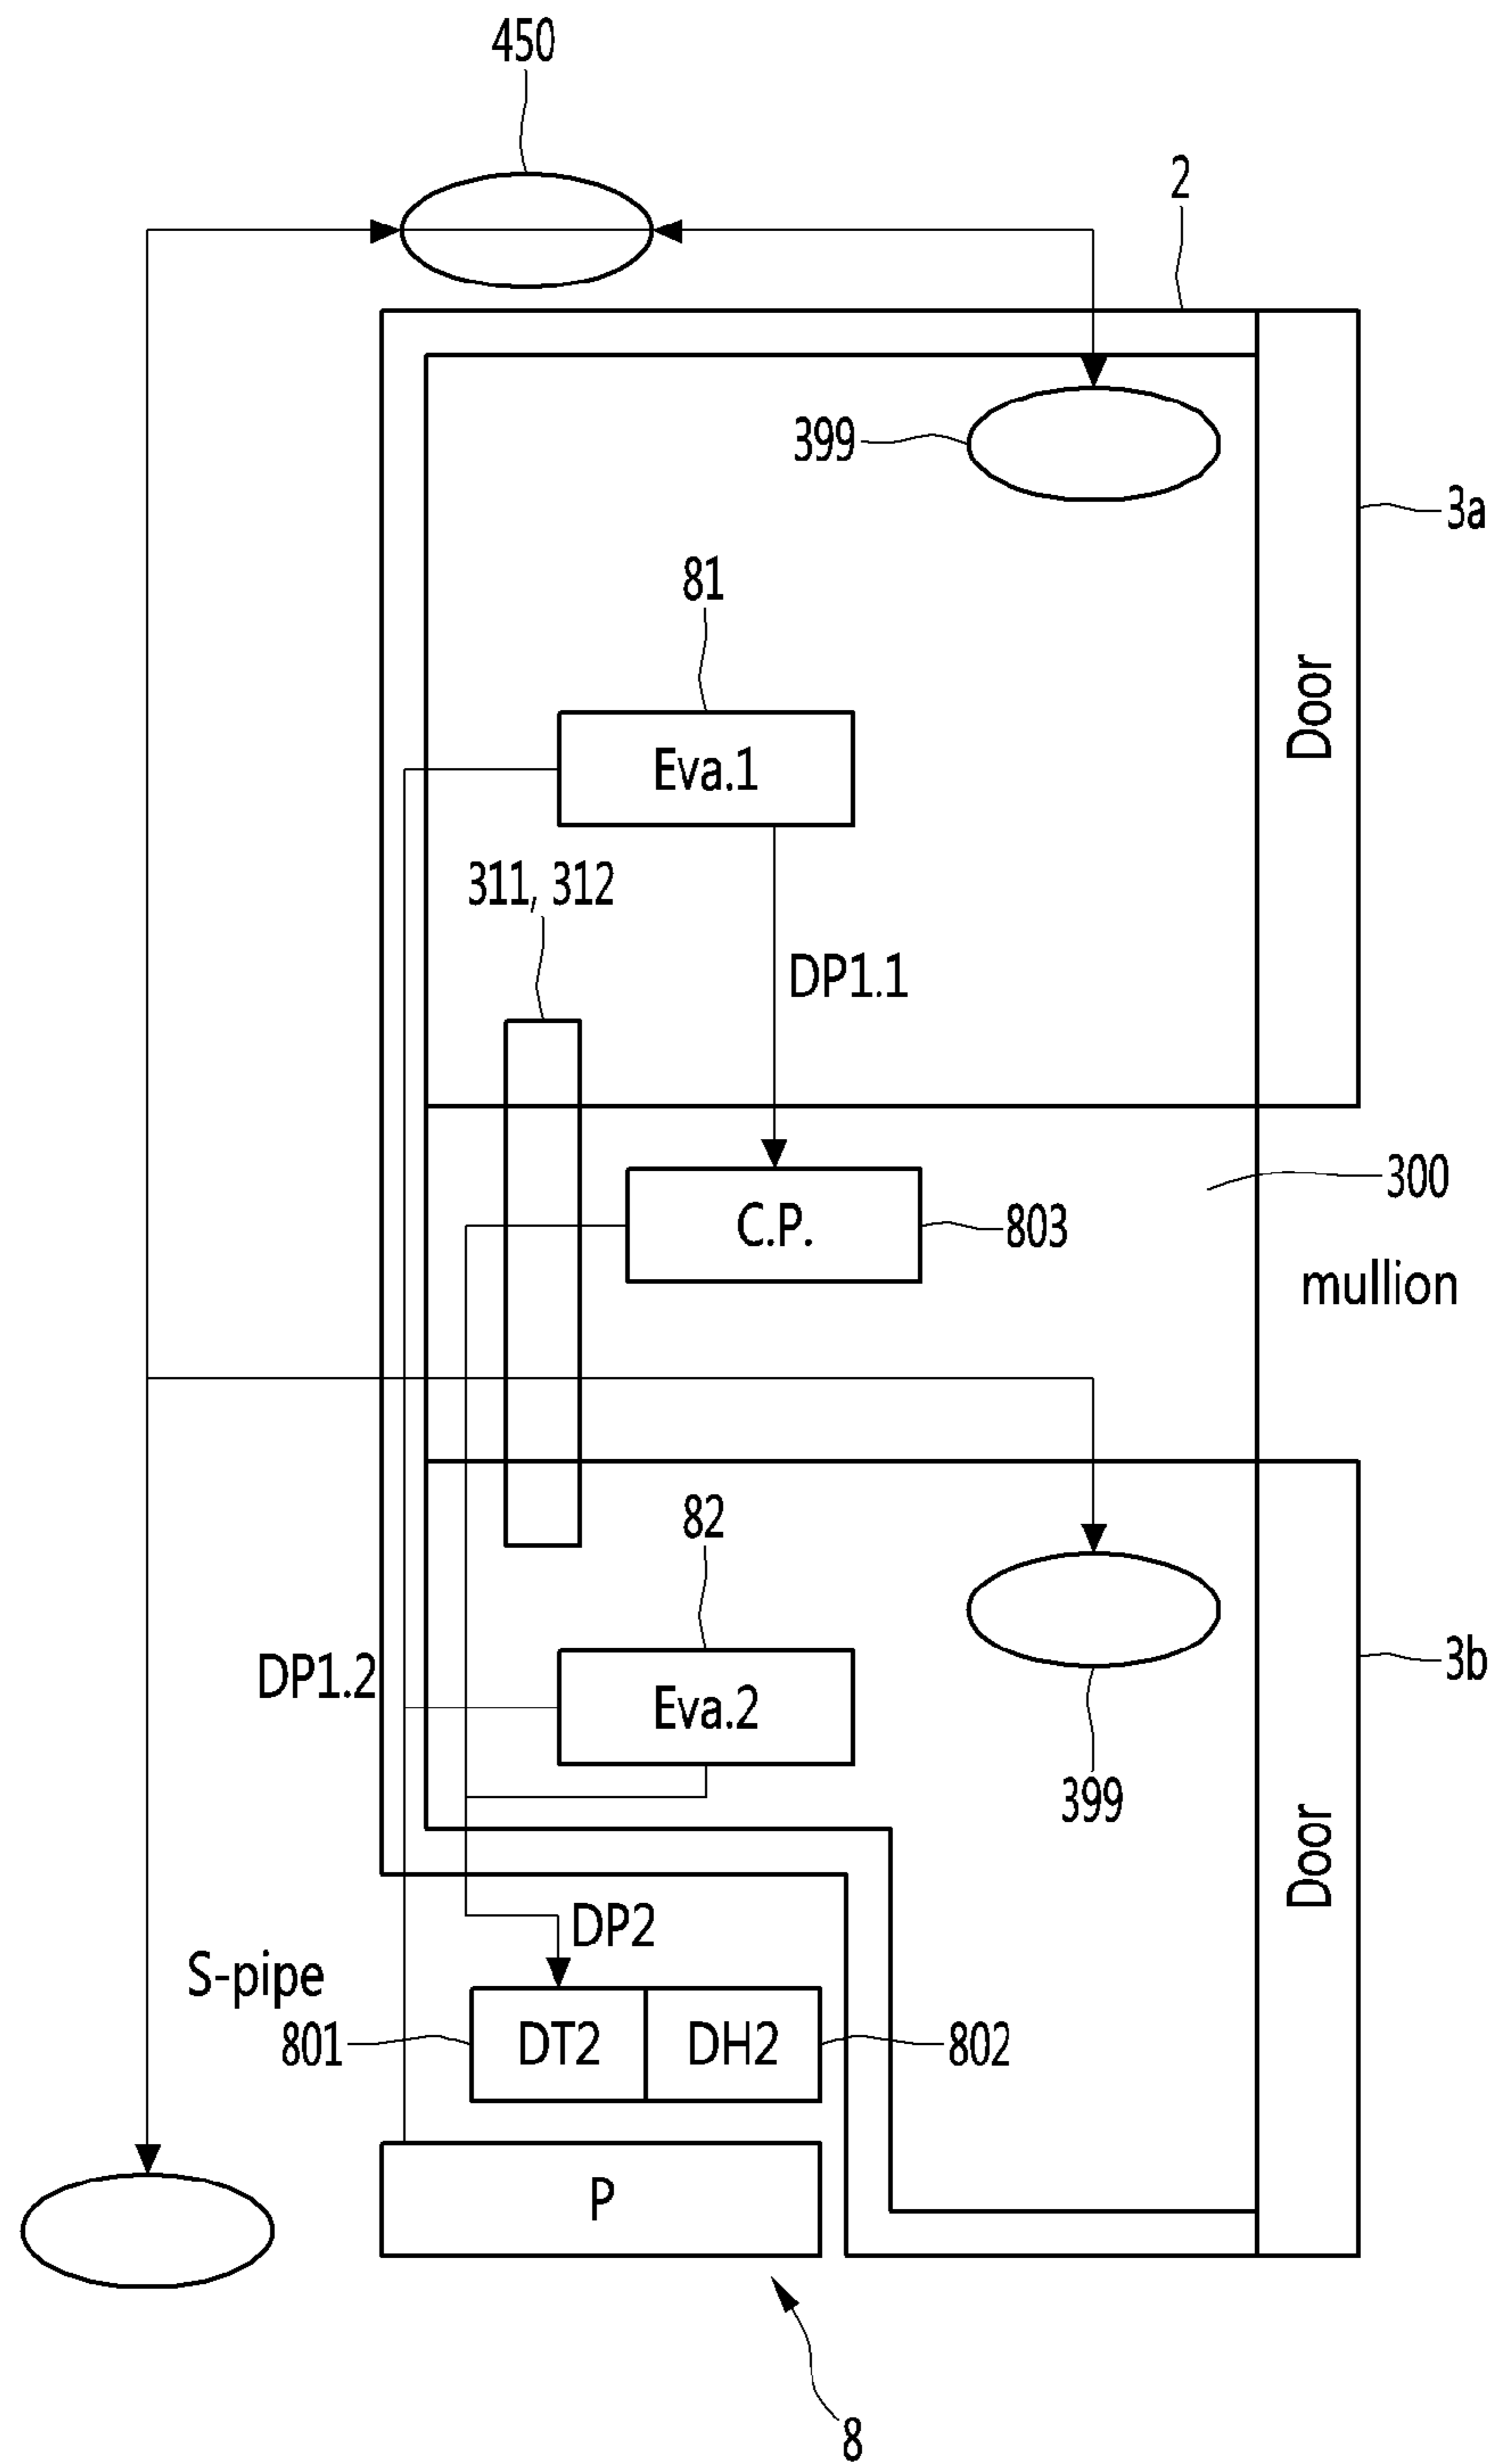 450
2
399
3a
81
Eva.1
Door
311, 312
DP1.1
300
C.P.
803
mullion
82
DP1.2
Eva.2
3b
399
Door
DP2
S-pipe
801
DT2
DH2
802
P
8